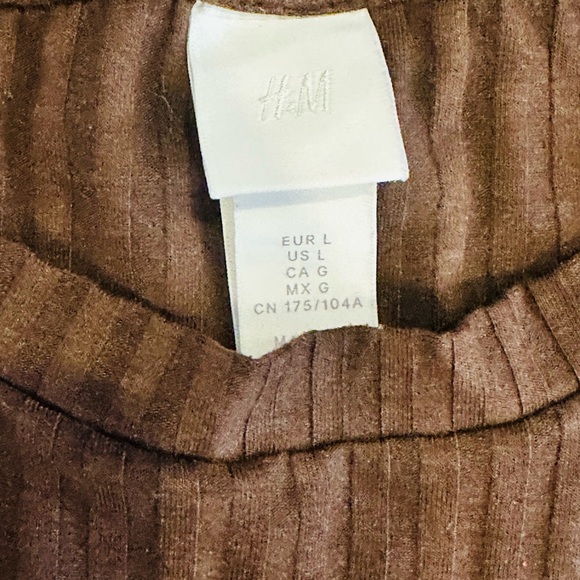 H&M
EUR L
US L
CA G
MX G
CN 175/104A